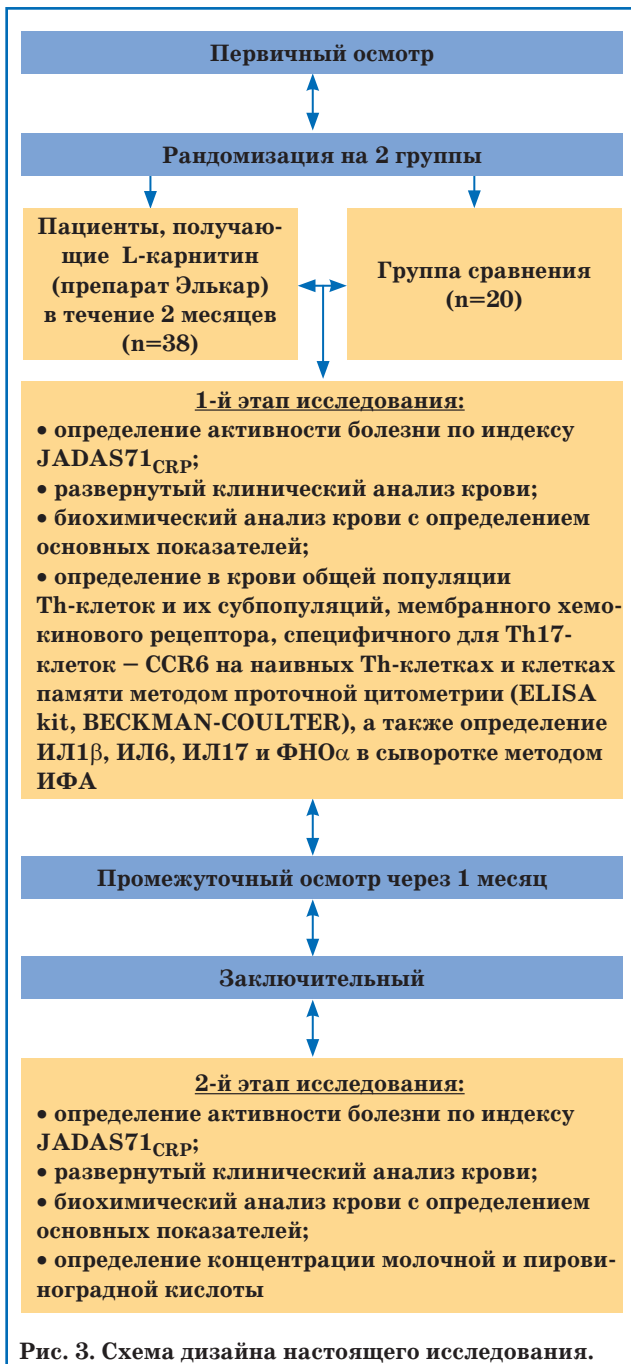 Первичный осмотр
Рандомизация на 2 группы
Пациенты, получаю-
щие L-карнитин
(препарат Элькар)
в течение 2 месяцев
(n=38)
Группа сравнения
(n=20)
1-й этап исследования:
• определение активности болезни по индексу
JADAS71CRP;
• развернутый клинический анализ крови;
• биохимический анализ крови с определением
основных показателей;
• определение в крови общей популяции
Th-клеток и их субпопуляций, мембранного хемо-
кинового рецептора, специфичного для Th17-
клеток – CCR6 на наивных Th-клетках и клетках
памяти методом проточной цитометрии (ELISA
kit, BECKMAN-COULTER), а также определение
ИЛ1β, ИЛ6, ИЛ17 и ФНОα в сыворотке методом
ИФА
Промежуточный осмотр через 1 месяц
Заключительный
2-й этап исследования:
• определение активности болезни по индексу
JADAS71CRP;
• развернутый клинический анализ крови;
• биохимический анализ крови с определением
основных показателей;
• определение концентрации молочной и пирови-
ноградной кислоты
Рис. 3. Схема дизайна настоящего исследования.